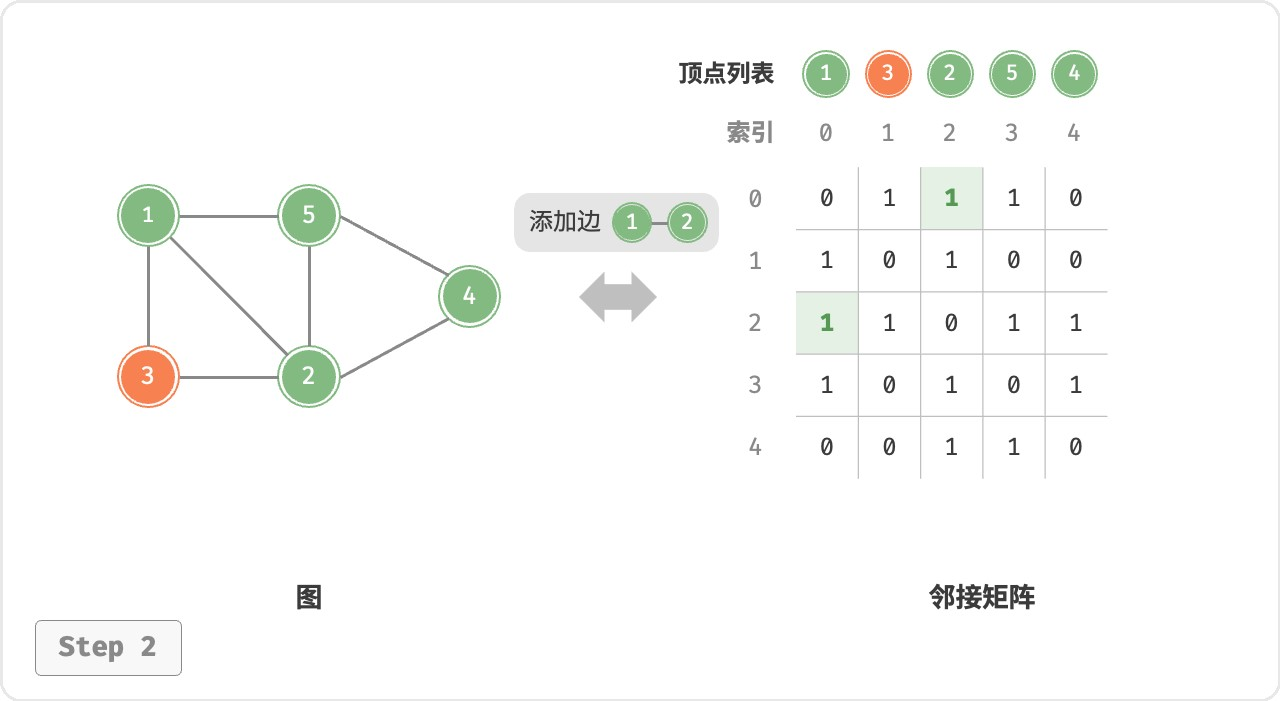 顶点列表 1 3 2 5 4
索引 0 1 2 3 4
0 0 1 1 1 0
1 1 0 1 0 0
2 1 1 0 1 1
3 1 0 1 0 1
4 0 0 1 1 0
1 5
4
3 2
添加边 1 2
图
邻接矩阵
Step 2